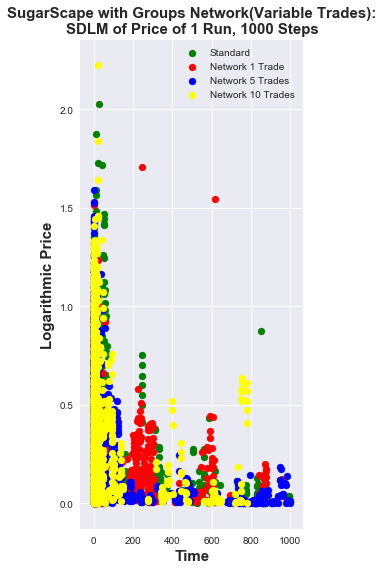 SugarScape with Groups Network(Variable Trades):
SDLM of Price of 1 Run, 1000 Steps
Standard
Network 1 Trade
Network 5 Trades
Network 10 Trades
2.0
1.5
1.0
0.5
0.0
Logarithmic Price
0 200 400 600 800 1000
Time